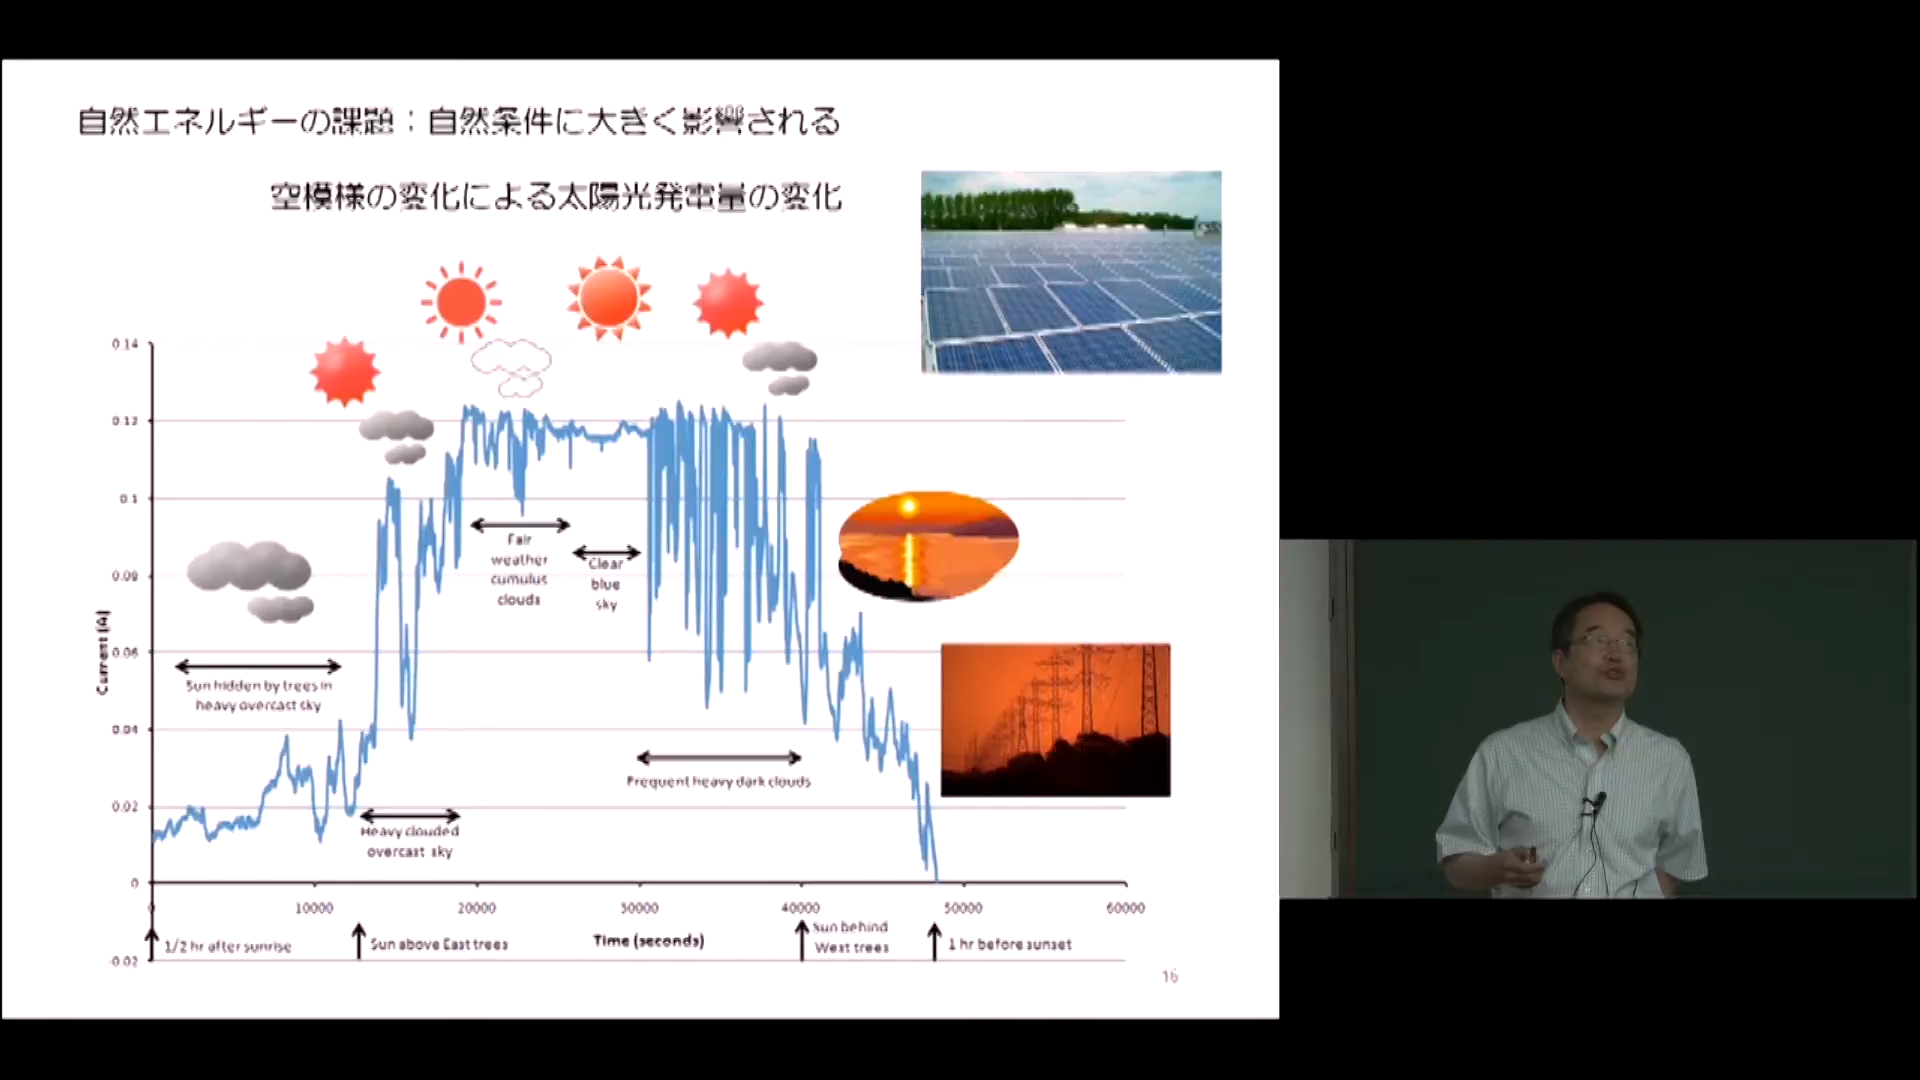 自然エネルギーの課題：自然条件に大きく影響される
空模様の変化による太陽光発電量の変化
0.14
0.12
0.1
0.08
0.06
0.04
0.02
0
-0.02
Current (A)
Sun hidden by trees in
heavy overcast sky
Heavy clouded
overcast sky
Fair
weather
cumulus
clouds
Clear
blue
sky
Frequent heavy dark clouds
0
10000
20000
30000
40000
50000
60000
Time (seconds)
1/2 hr after sunrise
Sun above East trees
Sun behind
West trees
1 hr before sunset
16